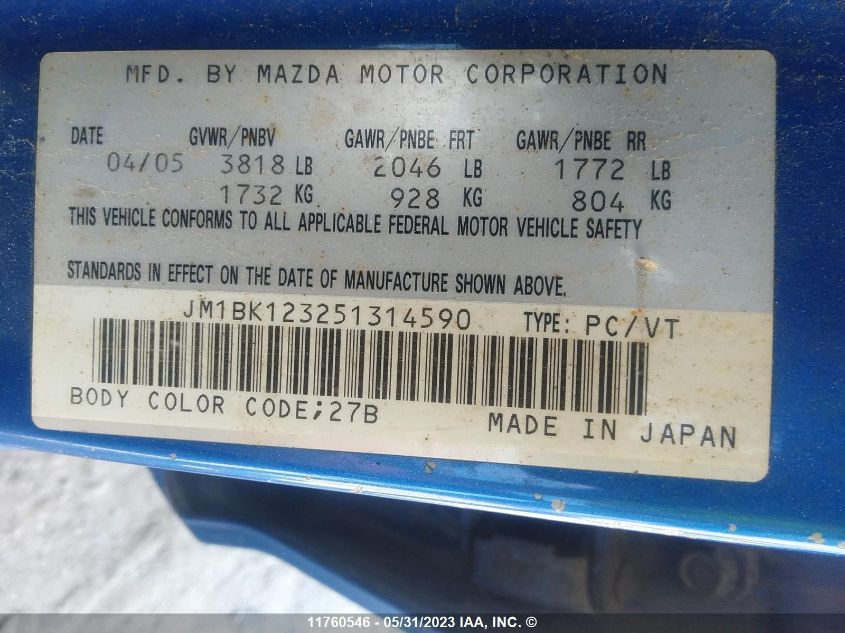 MFD. BY MAZDA MOTOR CORPORATION
DATE GVWR/PNBV GAWR/PNBE FRT GAWR/PNBE RR
04/05 3818 LB 2046 LB 1772 LB
1732 KG 928 KG 804 KG
THIS VEHICLE CONFORMS TO ALL APPLICABLE FEDERAL MOTOR VEHICLE SAFETY
STANDARDS IN EFFECT ON THE DATE OF MANUFACTURE SHOWN ABOVE.
JM1BK123251314590 TYPE: PC/VT
BODY COLOR CODE;27B
MADE IN JAPAN
11760546 - 05/31/2023 IAA, INC. ©